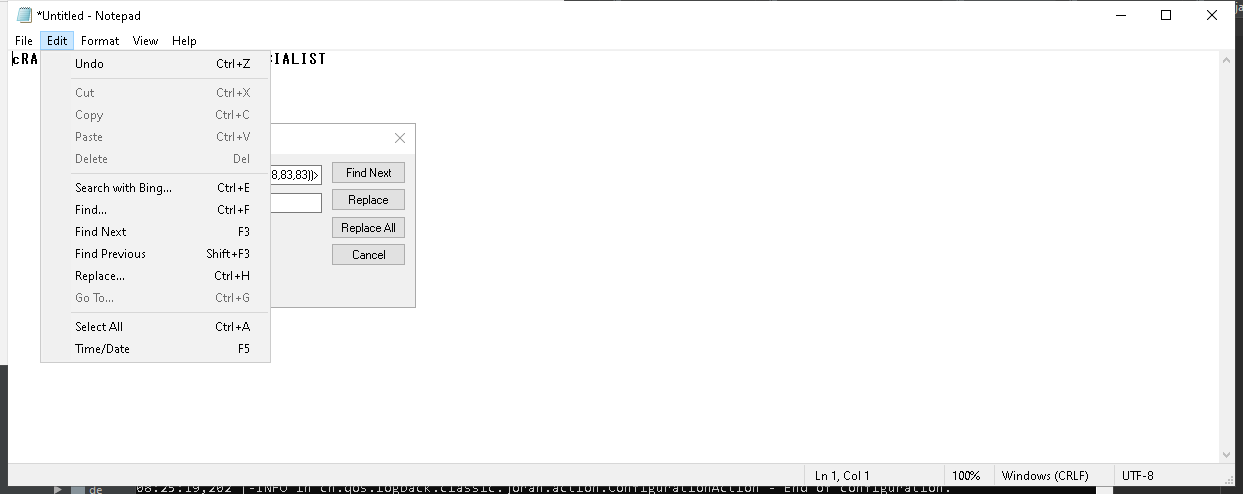 *Untitled - Notepad
File Edit Format View Help
cRA IALIST
Undo Ctrl+Z
Cut Ctrl+X
Copy Ctrl+C
Paste Ctrl+V
Delete Del
Search with Bing... Ctrl+E
Find... Ctrl+F
Find Next F3
Find Previous Shift+F3
Replace... Ctrl+H
Go To... Ctrl+G
Select All Ctrl+A
Time/Date F5
8,83,83))>
Find Next
Replace
Replace All
Cancel
Ln 1, Col 1 100% Windows (CRLF) UTF-8
de 08:25:19,202 |-INFO in ch.qos.logback.classic.joran.action.ConfigurationAction - End of configuration.